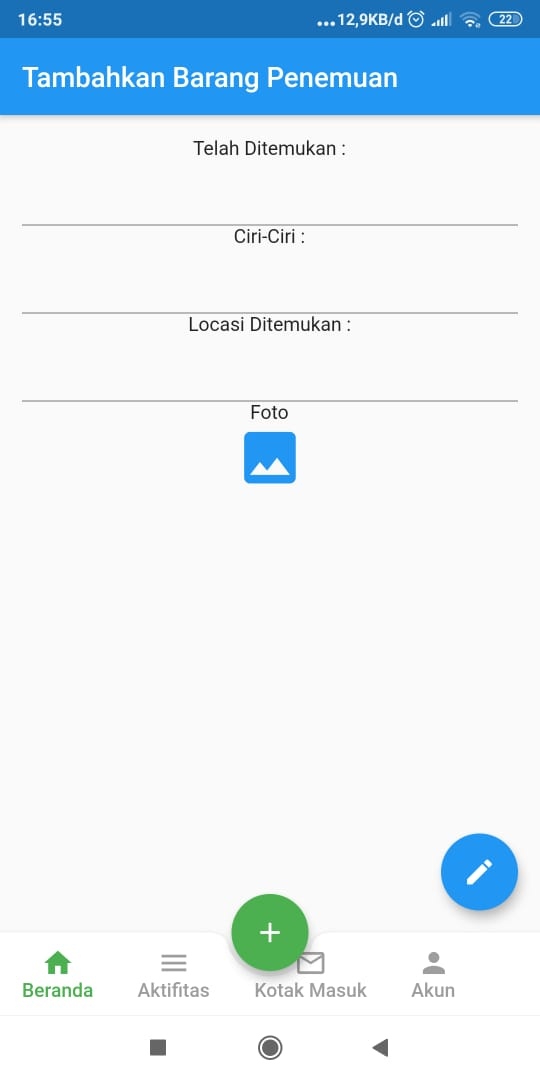 16:55
...12,9KB/d 22
Tambahkan Barang Penemuan
Telah Ditemukan :
Ciri-Ciri :
Locasi Ditemukan :
Foto
Beranda Aktifitas Kotak Masuk Akun